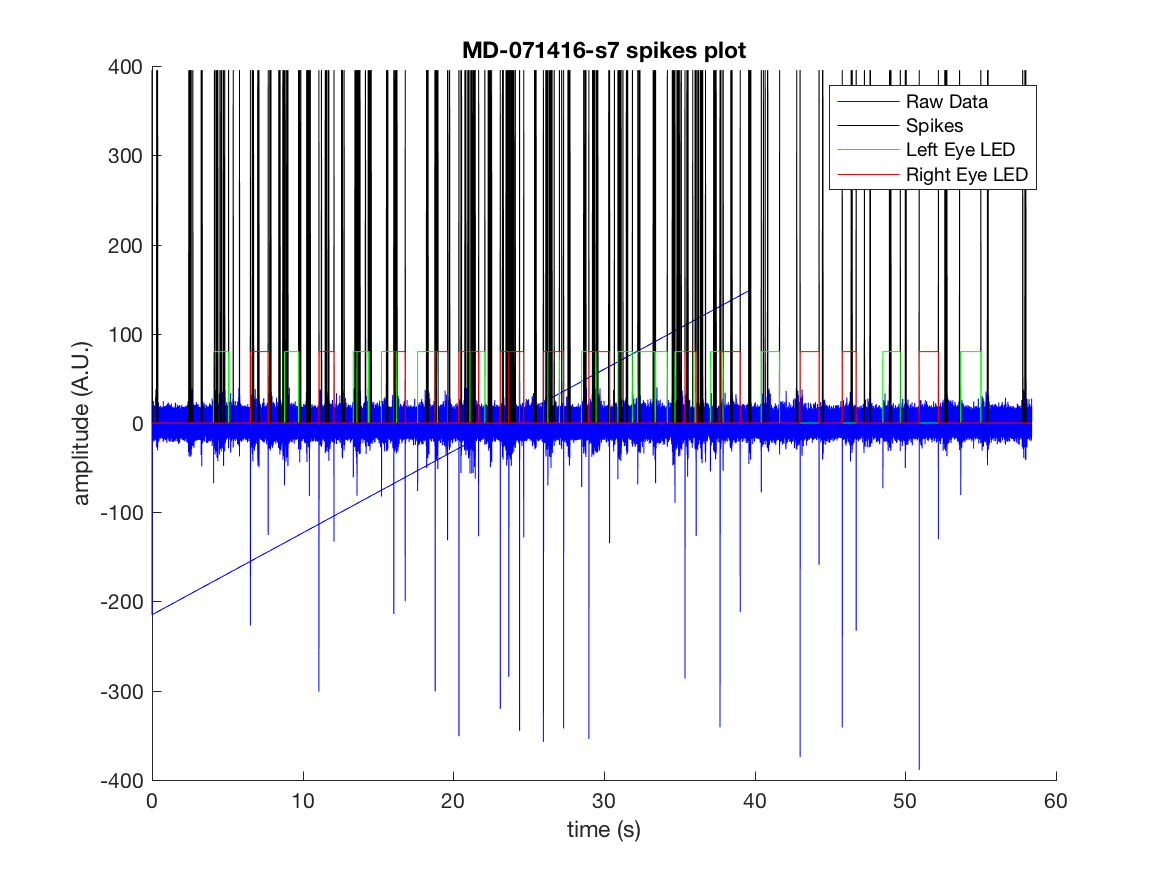 MD-071416-s7 spikes plot
400
300
200
100
0
-100
-200
-300
-400
amplitude (A.U.)
Raw Data
Spikes
Left Eye LED
Right Eye LED
0 10 20 30 40 50 60
time (s)